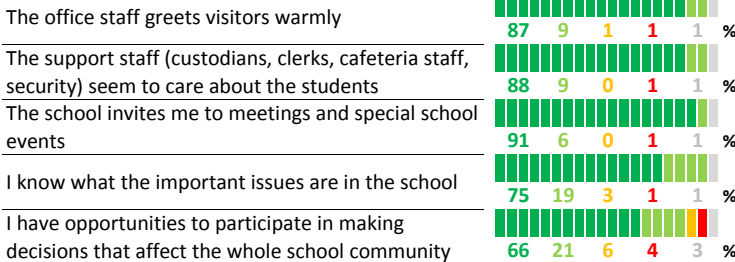 The office staff greets visitors warmly
87 9 1 1 1 %
The support staff (custodians, clerks, cafeteria staff,
security) seem to care about the students
88 9 0 1 1 %
The school invites me to meetings and special school
events
91 6 0 1 1 %
I know what the important issues are in the school
75 19 3 1 1 %
I have opportunities to participate in making
decisions that affect the whole school community
66 21 6 4 3 %